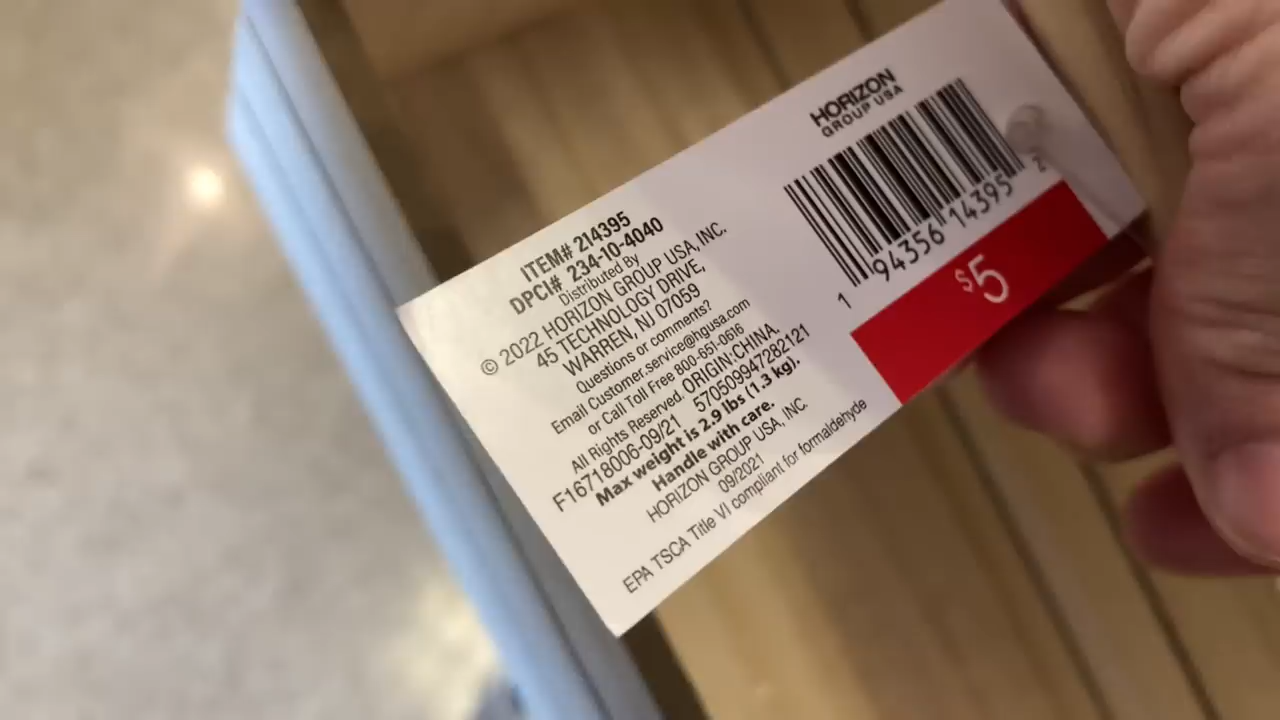 HORIZON
GROUP USA
1 94356 14395 2
$5
ITEM# 214395
DPCI# 234-10-4040
Distributed By
© 2022 HORIZON GROUP USA, INC.
45 TECHNOLOGY DRIVE,
WARREN, NJ 07059
Questions or comments?
Email Customer.service@hgusa.com
or Call Toll Free 800-651-0616
All Rights Reserved. ORIGIN:CHINA.
F16718006-09/21 570509947282121
Max weight is 2.9 lbs (1.3 kg).
Handle with care.
HORIZON GROUP USA, INC.
09/2021
EPA TSCA Title VI compliant for formaldehyde